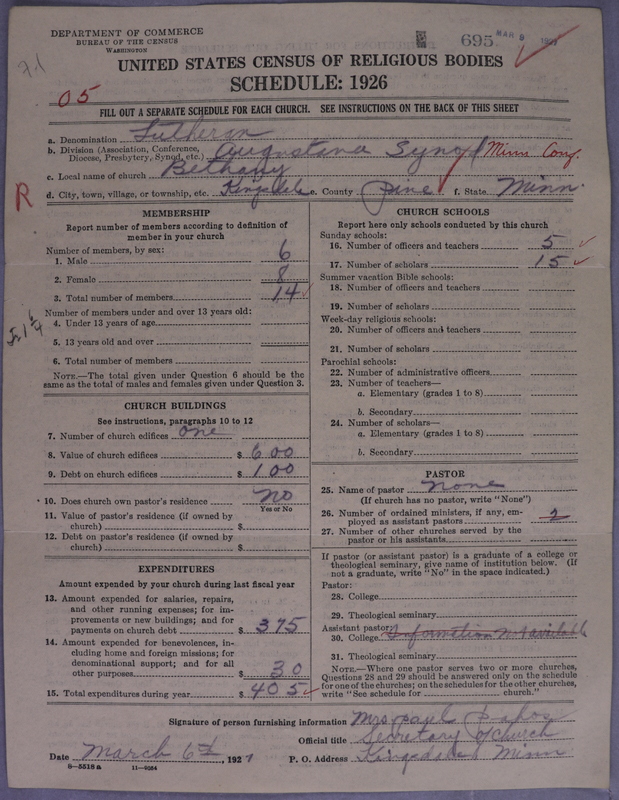 DEPARTMENT OF COMMERCE
BUREAU OF THE CENSUS
WASHINGTON
695 MAR 9
UNITED STATES CENSUS OF RELIGIOUS BODIES
SCHEDULE: 1926
05
FILL OUT A SEPARATE SCHEDULE FOR EACH CHURCH. SEE INSTRUCTIONS ON THE BACK OF THIS SHEET
a. Denomination Lutheran
b. Division (Association, Conference, Diocese, Presbytery, Synod, etc.) Augustana Synod Minn Conf.
c. Local name of church Bethany
d. City, town, village, or township, etc. Kingsdale e. County Pine f. State Minn.
R
MEMBERSHIP
Report number of members according to definition of
member in your church
Number of members, by sex:
1. Male 6
2. Female 8
3. Total number of members 14
Number of members under and over 13 years old:
4. Under 13 years of age
5. 13 years old and over
6. Total number of members
NOTE.—The total given under Question 6 should be the
same as the total of males and females given under Question 3.
CHURCH BUILDINGS
See instructions, paragraphs 10 to 12
7. Number of church edifices one
8. Value of church edifices $ 600
9. Debt on church edifices $ 100
10. Does church own pastor's residence no
Yes or No
11. Value of pastor's residence (if owned by
church) $
12. Debt on pastor's residence (if owned by
church) $
EXPENDITURES
Amount expended by your church during last fiscal year
13. Amount expended for salaries, repairs,
and other running expenses; for im-
provements or new buildings; and for
payments on church debt $ 375
14. Amount expended for benevolences, in-
cluding home and foreign missions; for
denominational support; and for all
other purposes $ 30
15. Total expenditures during year $ 405
CHURCH SCHOOLS
Report here only schools conducted by this church
Sunday schools:
16. Number of officers and teachers 5
17. Number of scholars 15
Summer vacation Bible schools:
18. Number of officers and teachers
19. Number of scholars
Week-day religious schools:
20. Number of officers and teachers
21. Number of scholars
Parochial schools:
22. Number of administrative officers
23. Number of teachers—
a. Elementary (grades 1 to 8)
b. Secondary
24. Number of scholars—
a. Elementary (grades 1 to 8)
b. Secondary
PASTOR
25. Name of pastor none
(If church has no pastor, write "None")
26. Number of ordained ministers, if any, em-
ployed as assistant pastors 2
27. Number of other churches served by the
pastor or his assistants
If pastor (or assistant pastor) is a graduate of a college or
theological seminary, give name of institution below. (If
not a graduate, write "No" in the space indicated.)
Pastor:
28. College
29. Theological seminary
Assistant pastor:
30. College Information not available
31. Theological seminary
NOTE.—Where one pastor serves two or more churches,
Questions 28 and 29 should be answered only on the schedule
for one of the churches; on the schedules for the other churches,
write "See schedule for church."
Signature of person furnishing information Mrs Paul
Official title Secretary of Church
Date March 6th, 1927 P. O. Address Kingsdale Minn
8—5518 a 11—9264